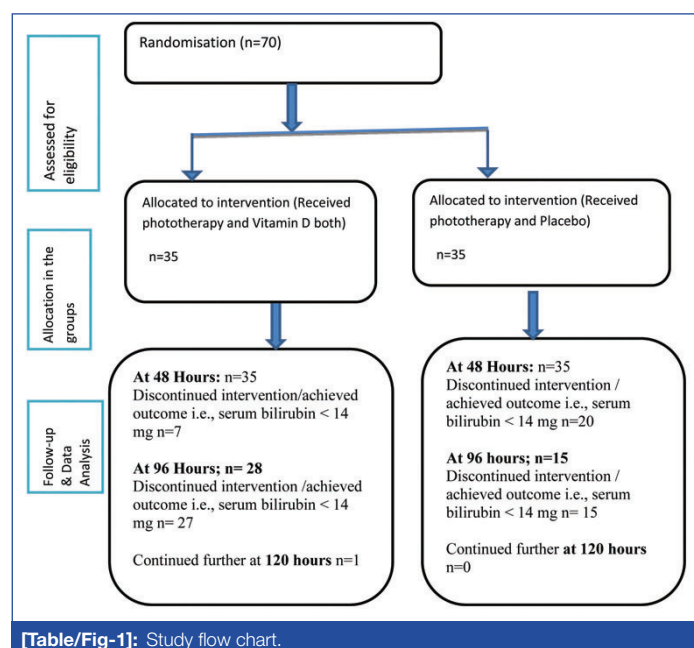 Randomisation (n=70)
Assessed for
eligibility
Allocated to intervention (Received
phototherapy and Vitamin D both)
n=35
Allocated to intervention (Received
phototherapy and Placebo)
n=35
Allocation in the
groups
At 48 Hours: n=35
Discontinued intervention/achieved
outcome i.e., serum bilirubin < 14
mg n=7
At 96 Hours; n= 28
Discontinued intervention /achieved
outcome i.e., serum bilirubin < 14
mg n= 27
Continued further at 120 hours n=1
At 48 Hours: n=35
Discontinued intervention /
achieved outcome i.e., serum
bilirubin < 14 mg n=20
At 96 hours; n=15
Discontinued intervention /
achieved outcome i.e., serum
bilirubin < 14 mg n= 15
Continued further at 120 hours
n=0
Follow-up
& Data
Analysis
[Table/Fig-1]: Study flow chart.